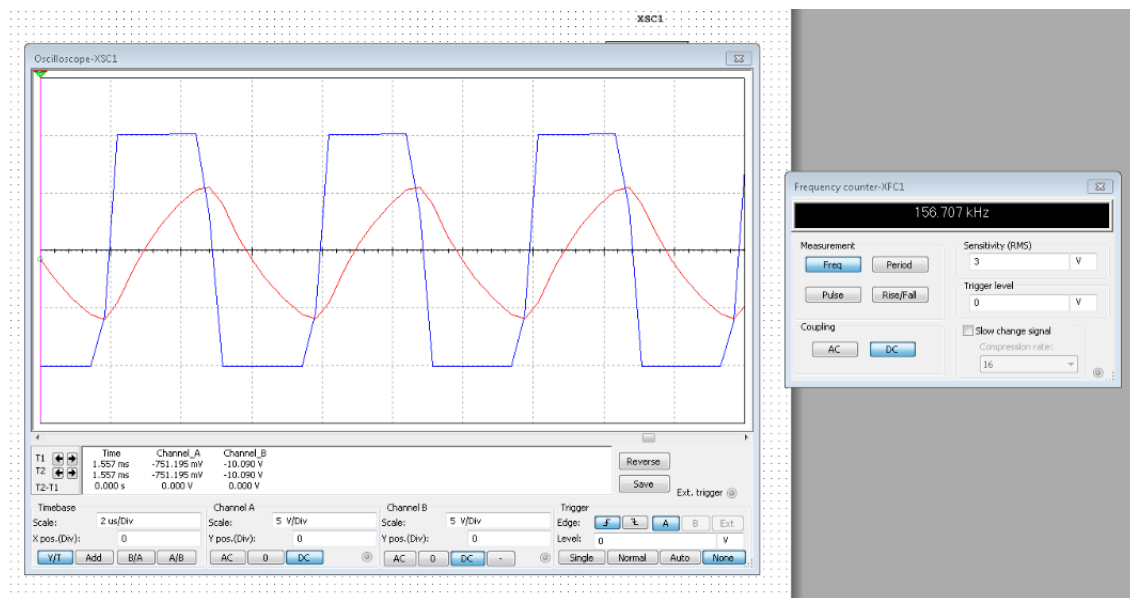 XSC1
Oscilloscope-XSC1
T1
T2
T2-T1
Time Channel_A Channel_B
1.557 ms -751.195 mV -10.090 V
1.557 ms -751.195 mV -10.090 V
0.000 s 0.000 V 0.000 V
Reverse
Save
Ext. trigger
Timebase
Scale: 2 us/Div
X pos.(Div): 0
Y/T Add B/A A/B
Channel A
Scale: 5 V/Div
Y pos.(Div): 0
AC 0 DC
Channel B
Scale: 5 V/Div
Y pos.(Div): 0
AC 0 DC -
Trigger
Edge: A B Ext
Level: 0 V
Single Normal Auto None
Frequency counter-XFC1
156.707 kHz
Measurement
Freq Period
Pulse Rise/Fall
Coupling
AC DC
Sensitivity (RMS)
3 V
Trigger level
0 V
Slow change signal
Compression rate:
16